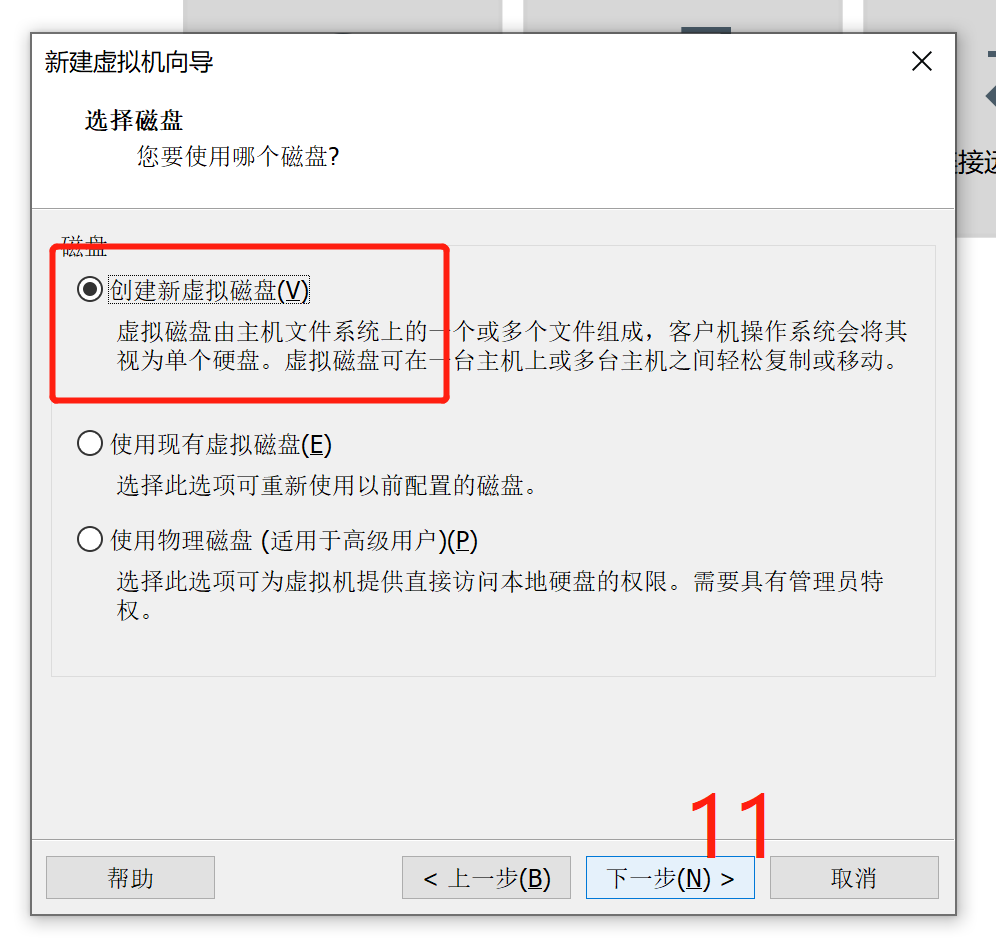 新建虚拟机向导
选择磁盘
您要使用哪个磁盘?
磁盘
创建新虚拟磁盘(V)
虚拟磁盘由主机文件系统上的一个或多个文件组成，客户机操作系统会将其
视为单个硬盘。虚拟磁盘可在一台主机上或多台主机之间轻松复制或移动。
使用现有虚拟磁盘(E)
选择此选项可重新使用以前配置的磁盘。
使用物理磁盘 (适用于高级用户)(P)
选择此选项可为虚拟机提供直接访问本地硬盘的权限。需要具有管理员特
权。
11
帮助
< 上一步(B)
下一步(N) >
取消